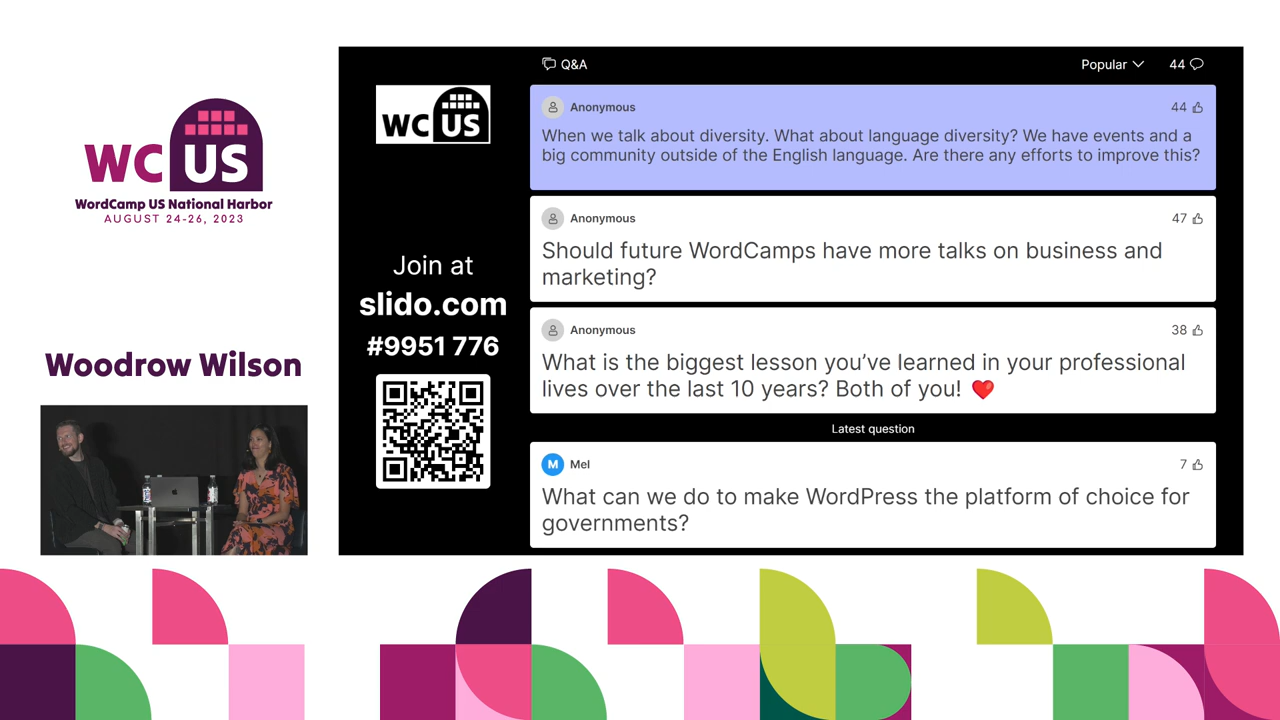 WC US
WordCamp US National Harbor
AUGUST 24-26, 2023
Woodrow Wilson
WC US
Join at
slido.com
#9951 776
Q&A
Popular
44
Anonymous
44
When we talk about diversity. What about language diversity? We have events and a
big community outside of the English language. Are there any efforts to improve this?
Anonymous
47
Should future WordCamps have more talks on business and
marketing?
Anonymous
38
What is the biggest lesson you’ve learned in your professional
lives over the last 10 years? Both of you! ❤️
Latest question
M Mel
7
What can we do to make WordPress the platform of choice for
governments?